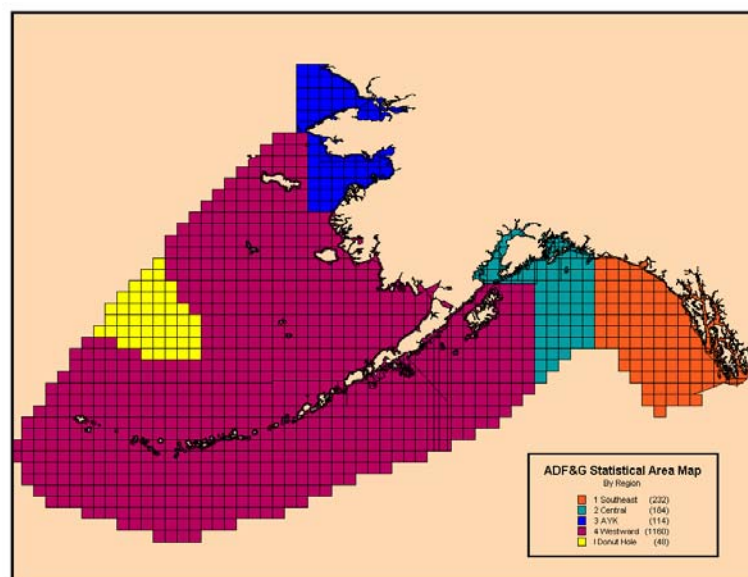 ADF&G Statistical Area Map
By Region
1 Southeast (232)
2 Central (184)
3 AYK (114)
4 Westward (1160)
I Donut Hole (48)